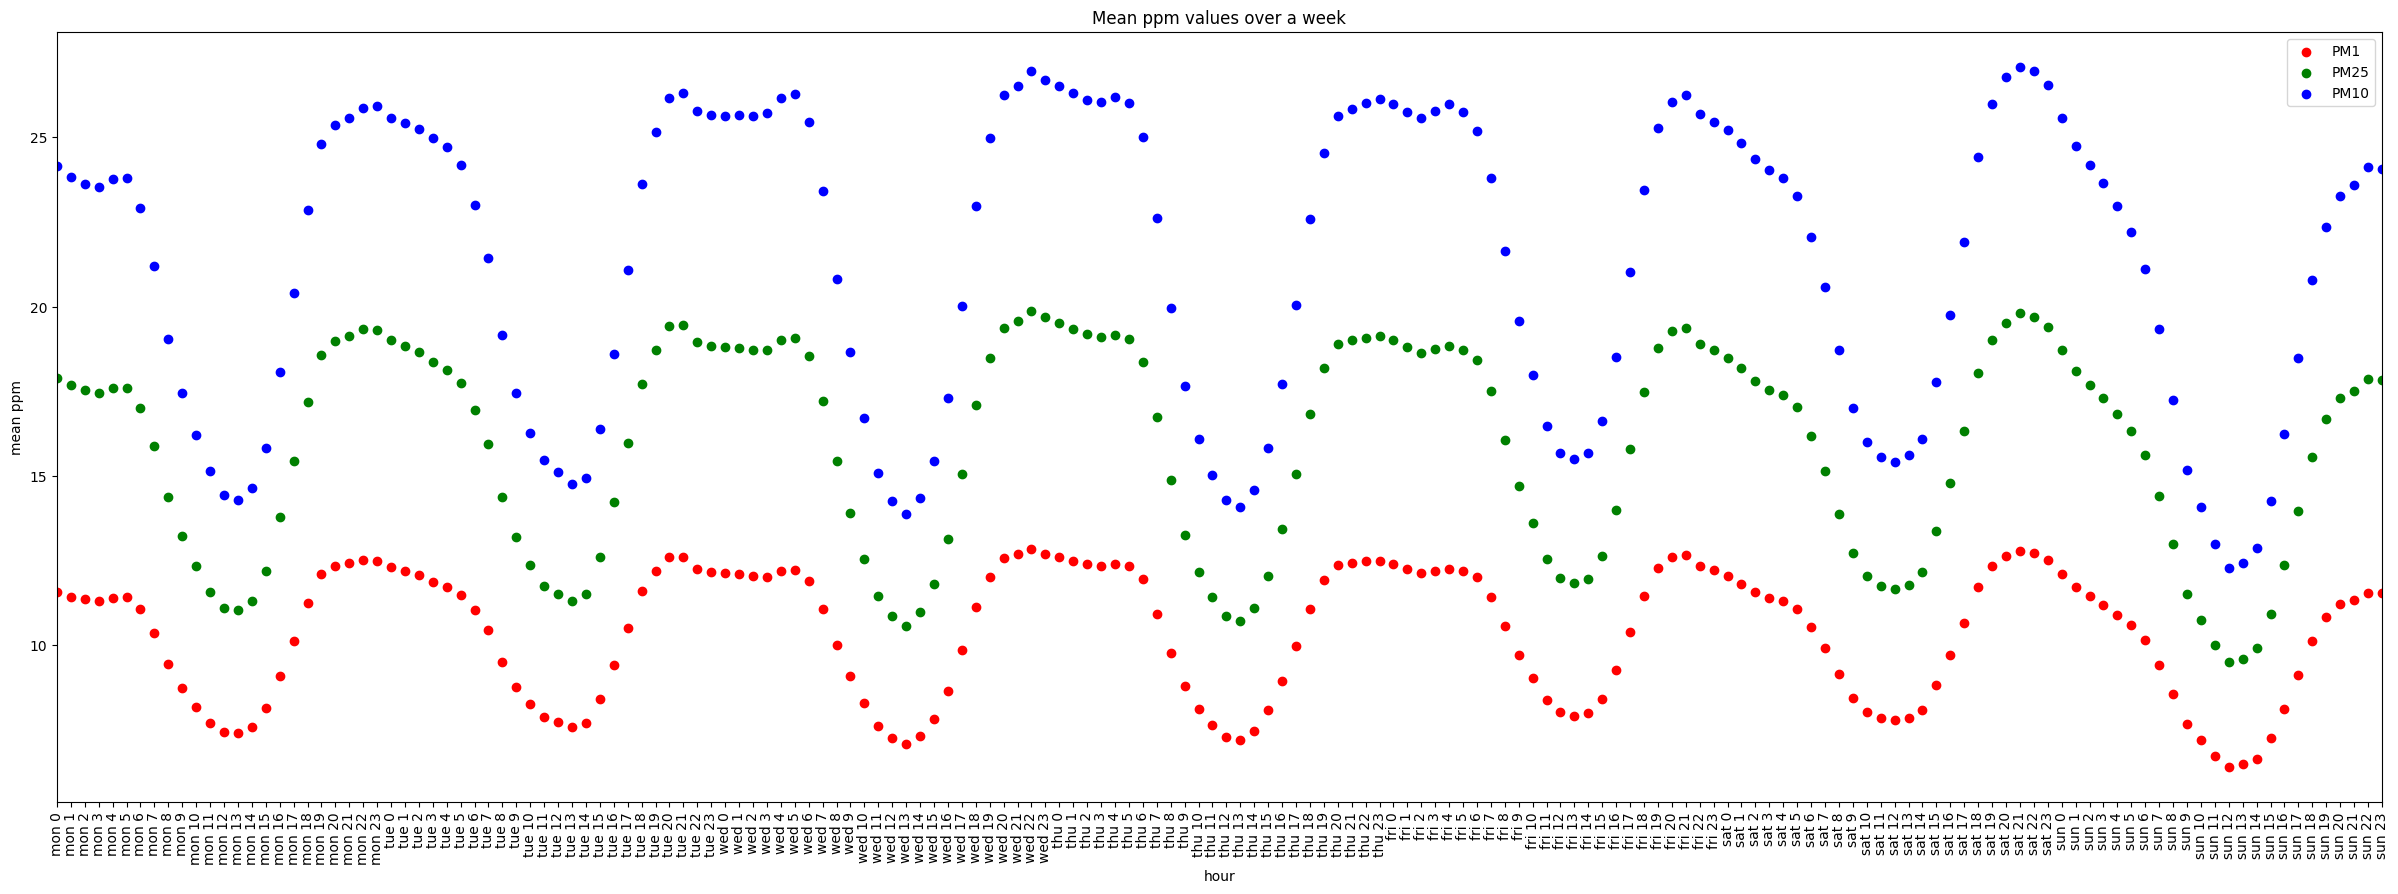 Mean ppm values over a week
PM1
PM25
PM10
mean ppm
25
20
15
10
mon 0
mon 1
mon 2
mon 3
mon 4
mon 5
mon 6
mon 7
mon 8
mon 9
mon 10
mon 11
mon 12
mon 13
mon 14
mon 15
mon 16
mon 17
mon 18
mon 19
mon 20
mon 21
mon 22
mon 23
tue 0
tue 1
tue 2
tue 3
tue 4
tue 5
tue 6
tue 7
tue 8
tue 9
tue 10
tue 11
tue 12
tue 13
tue 14
tue 15
tue 16
tue 17
tue 18
tue 19
tue 20
tue 21
tue 22
tue 23
wed 0
wed 1
wed 2
wed 3
wed 4
wed 5
wed 6
wed 7
wed 8
wed 9
wed 10
wed 11
wed 12
wed 13
wed 14
wed 15
wed 16
wed 17
wed 18
wed 19
wed 20
wed 21
wed 22
wed 23
thu 0
thu 1
thu 2
thu 3
thu 4
thu 5
thu 6
thu 7
thu 8
thu 9
thu 10
thu 11
thu 12
thu 13
thu 14
thu 15
thu 16
thu 17
thu 18
thu 19
thu 20
thu 21
thu 22
thu 23
fri 0
fri 1
fri 2
fri 3
fri 4
fri 5
fri 6
fri 7
fri 8
fri 9
fri 10
fri 11
fri 12
fri 13
fri 14
fri 15
fri 16
fri 17
fri 18
fri 19
fri 20
fri 21
fri 22
fri 23
sat 0
sat 1
sat 2
sat 3
sat 4
sat 5
sat 6
sat 7
sat 8
sat 9
sat 10
sat 11
sat 12
sat 13
sat 14
sat 15
sat 16
sat 17
sat 18
sat 19
sat 20
sat 21
sat 22
sat 23
sun 0
sun 1
sun 2
sun 3
sun 4
sun 5
sun 6
sun 7
sun 8
sun 9
sun 10
sun 11
sun 12
sun 13
sun 14
sun 15
sun 16
sun 17
sun 18
sun 19
sun 20
sun 21
sun 22
sun 23
hour